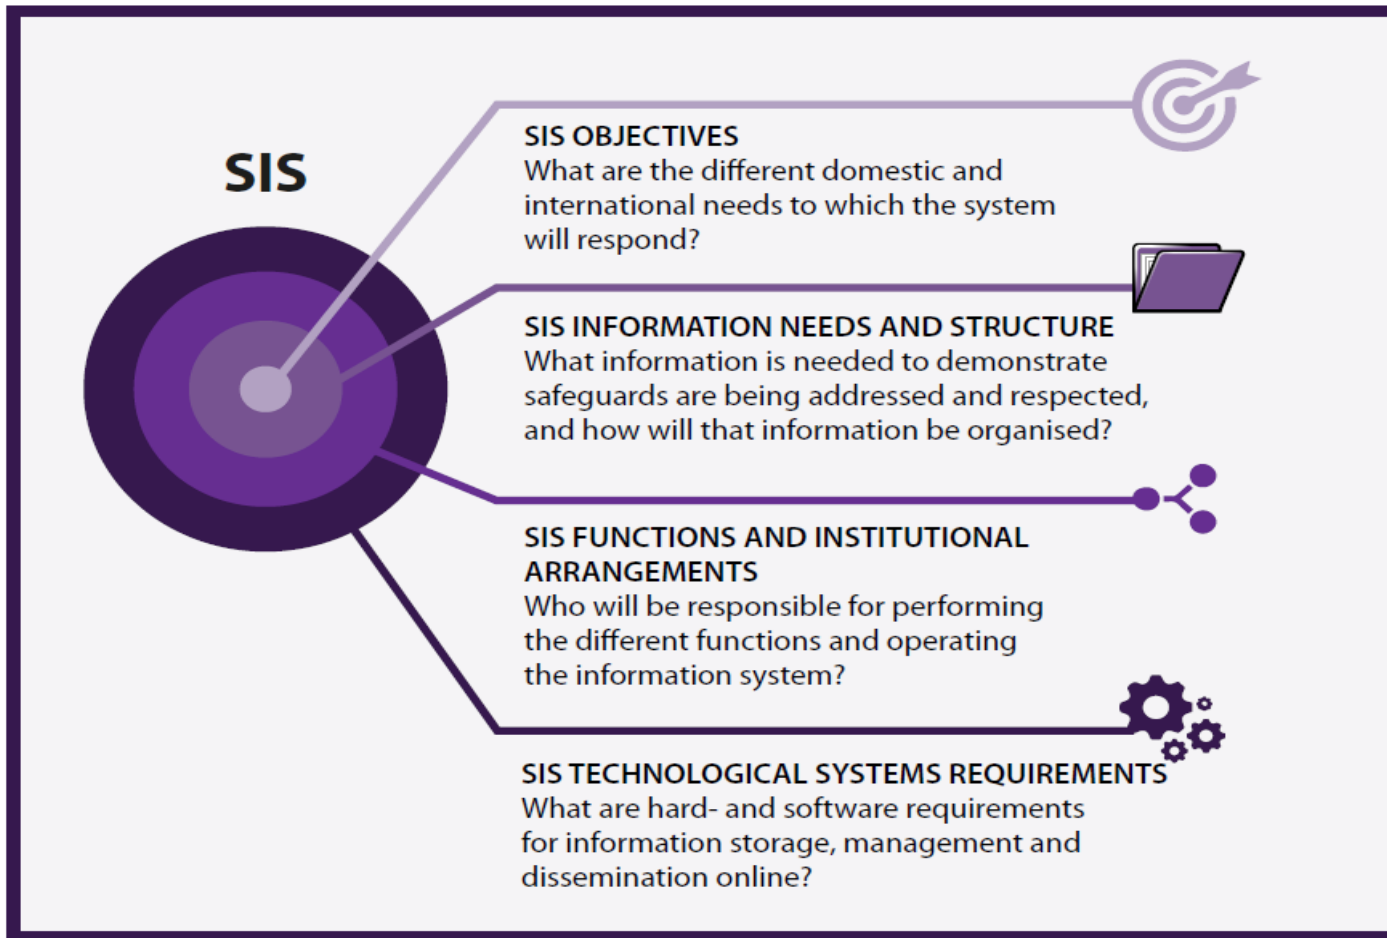 SIS
SIS OBJECTIVES
What are the different domestic and
international needs to which the system
will respond?
SIS INFORMATION NEEDS AND STRUCTURE
What information is needed to demonstrate
safeguards are being addressed and respected,
and how will that information be organised?
SIS FUNCTIONS AND INSTITUTIONAL
ARRANGEMENTS
Who will be responsible for performing
the different functions and operating
the information system?
SIS TECHNOLOGICAL SYSTEMS REQUIREMENTS
What are hard- and software requirements
for information storage, management and
dissemination online?